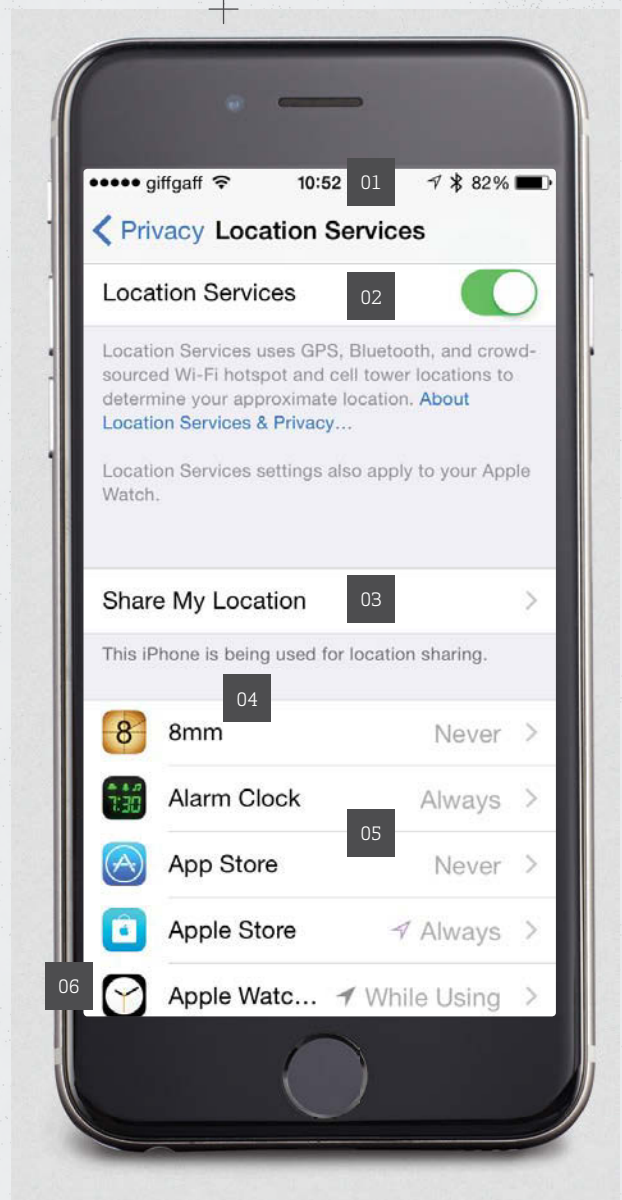 giffgaff 10:52 01 82%
Privacy Location Services
Location Services 02
Location Services uses GPS, Bluetooth, and crowd-
sourced Wi-Fi hotspot and cell tower locations to
determine your approximate location. About
Location Services & Privacy...
Location Services settings also apply to your Apple
Watch.
Share My Location 03
This iPhone is being used for location sharing.
04
8 8mm Never
7:30 Alarm Clock Always
05
App Store Never
Apple Store Always
06 Apple Watc... While Using